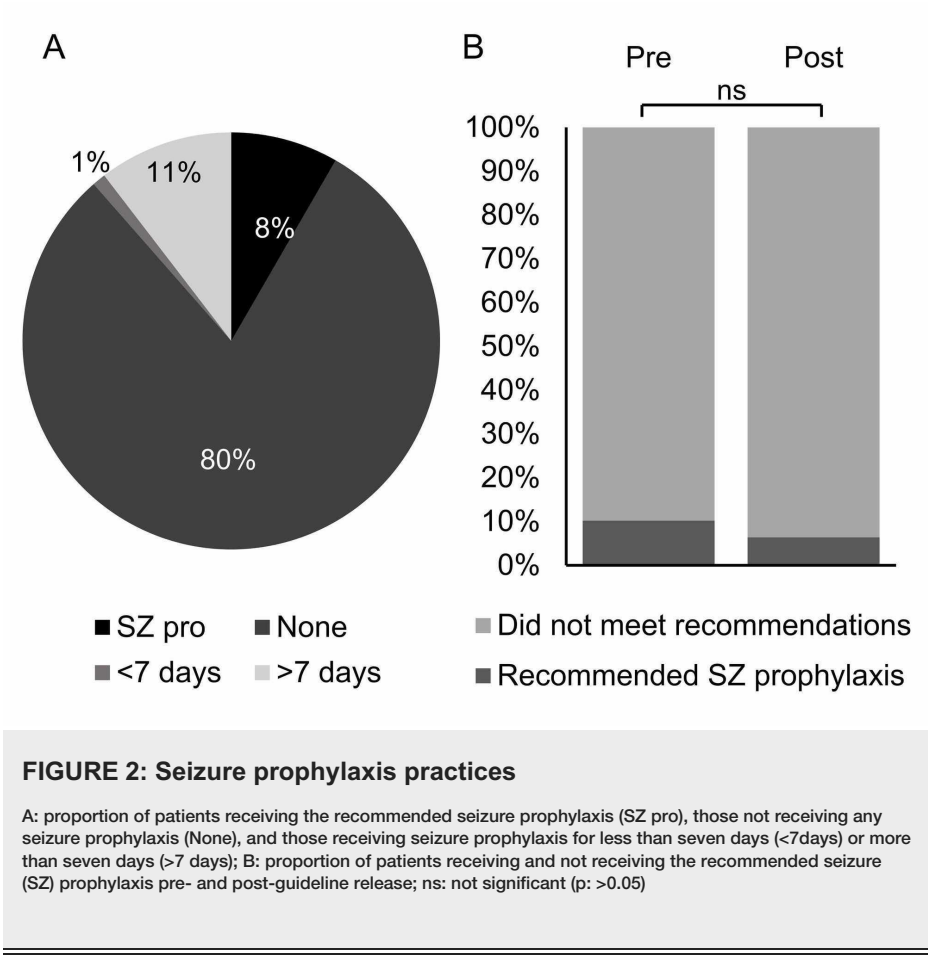 A
1%
11%
8%
80%
SZ pro
None
<7 days
>7 days
B
Pre
Post
ns
100%
90%
80%
70%
60%
50%
40%
30%
20%
10%
0%
Did not meet recommendations
Recommended SZ prophylaxis
FIGURE 2: Seizure prophylaxis practices
A: proportion of patients receiving the recommended seizure prophylaxis (SZ pro), those not receiving any
seizure prophylaxis (None), and those receiving seizure prophylaxis for less than seven days (<7days) or more
than seven days (>7 days); B: proportion of patients receiving and not receiving the recommended seizure
(SZ) prophylaxis pre- and post-guideline release; ns: not significant (p: >0.05)